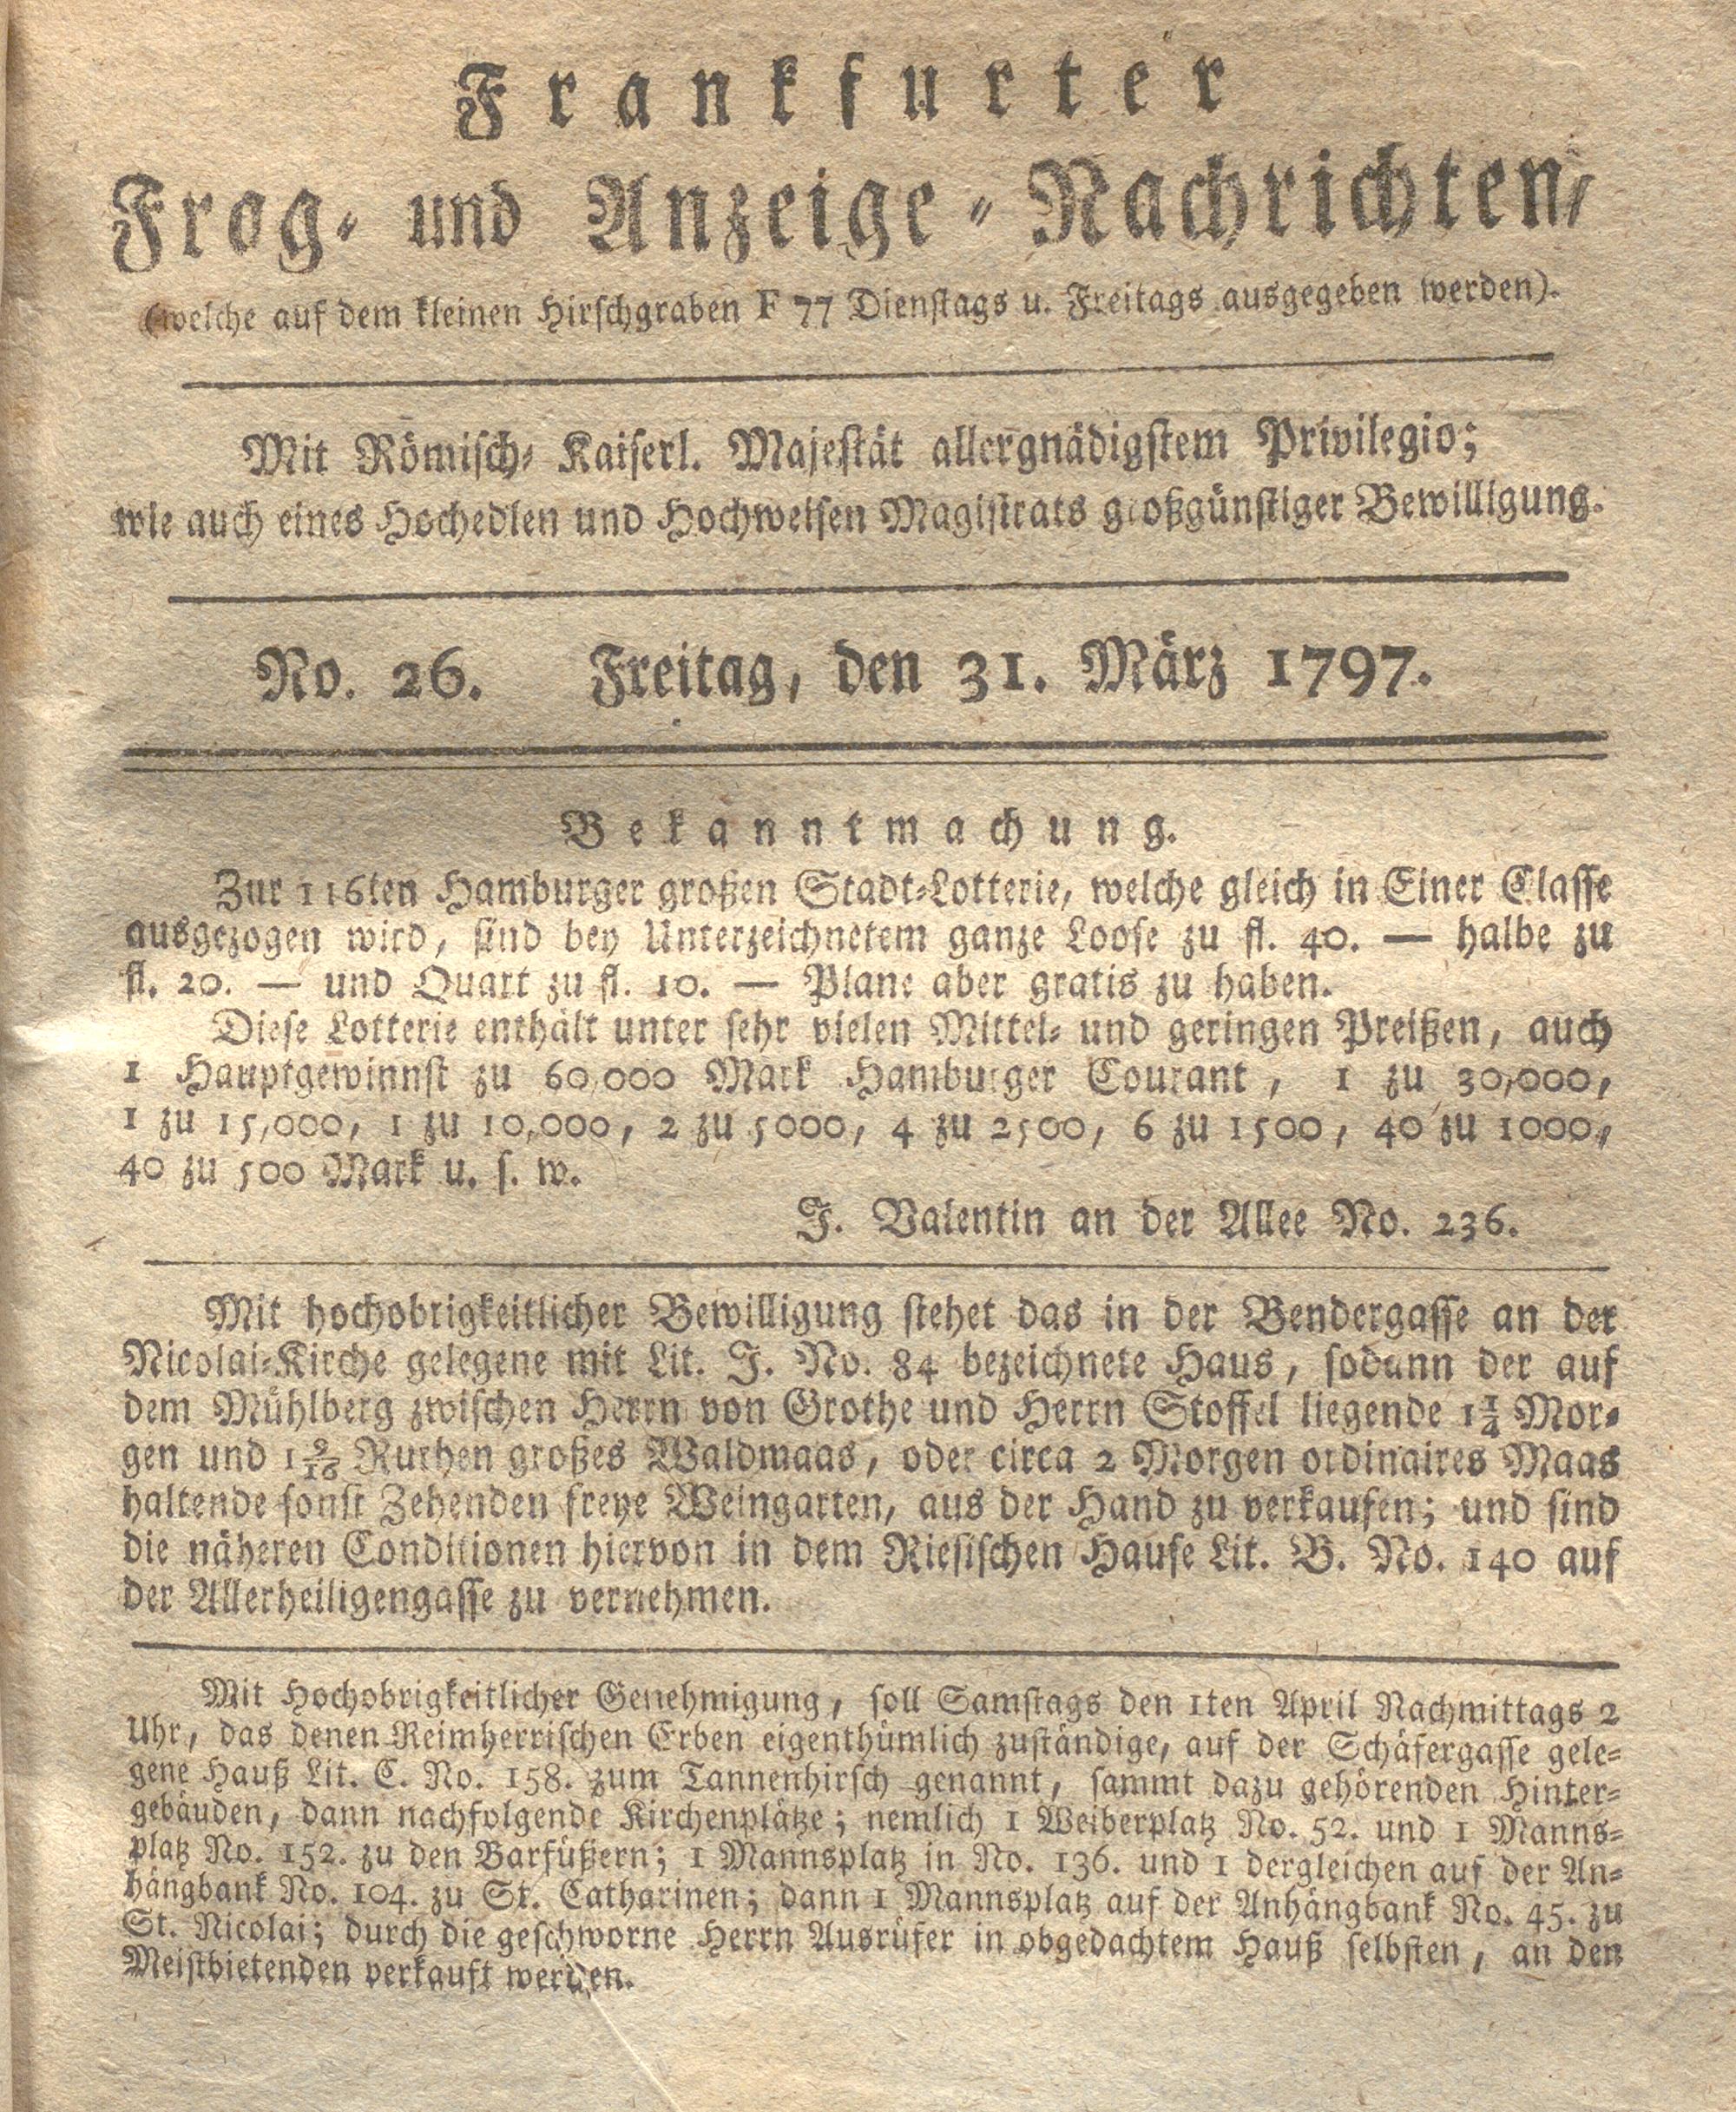 Frankfurter
Frag- und Anzeige-Nachrichten,
(welche auf dem kleinen Hirschgraben F 77 Dienstags u. Freitags ausgegeben werden).
Mit Römisch- Kaiserl. Majestät allergnädigstem Privilegio;
wie auch eines Hochedlen und Hochweisen Magistrats großgünstiger Bewilligung.
No. 26. Freitag, den 31. März 1797.
Bekanntmachung.
Zur 116ten Hamburger großen Stadt-Lotterie, welche gleich in Einer Classe
ausgezogen wird, sind bey Unterzeichnetem ganze Loose zu fl. 40. — halbe zu
fl. 20. — und Quart zu fl. 10. — Plane aber gratis zu haben.
Diese Lotterie enthält unter sehr vielen Mittel- und geringen Preißen, auch
1 Hauptgewinnst zu 60,000 Mark Hamburger Courant, 1 zu 30,000,
1 zu 15,000, 1 zu 10,000, 2 zu 5000, 4 zu 2500, 6 zu 1500, 40 zu 1000,
40 zu 500 Mark u. s. w.
J. Valentin an der Allee No. 236.
Mit hochobrigkeitlicher Bewilligung stehet das in der Bendergasse an der
Nicolai-Kirche gelegene mit Lit. J. No. 84 bezeichnete Haus, sodann der auf
dem Mühlberg zwischen Herrn von Grothe und Herrn Stoffel liegende 1 1/4 Mor-
gen und 1 9/16 Ruthen großes Waldmaas, oder circa 2 Morgen ordinaires Maas
haltende sonst Zehenden freye Weingarten, aus der Hand zu verkaufen; und sind
die näheren Conditionen hiervon in dem Riesischen Hause Lit. B. No. 140 auf
der Allerheiligengasse zu vernehmen.
Mit Hochobrigkeitlicher Genehmigung, soll Samstags den 1ten April Nachmittags 2
Uhr, das denen Reimherrischen Erben eigenthümlich zuständige, auf der Schäfergasse gele-
gene Hauß Lit. C. No. 158. zum Tannenhirsch genannt, sammt dazu gehörenden Hinter-
gebäuden, dann nachfolgende Kirchenplätze; nemlich 1 Weiberplatz No. 52. und 1 Manns-
platz No. 152. zu den Barfüßern; 1 Mannsplatz in No. 136. und 1 dergleichen auf der An-
hängbank No. 104. zu St. Catharinen; dann 1 Mannsplatz auf der Anhängbank No. 45. zu
St. Nicolai; durch die geschworne Herrn Ausrüfer in obgedachtem Hauß selbsten, an den
Meistbietenden verkauft werden.